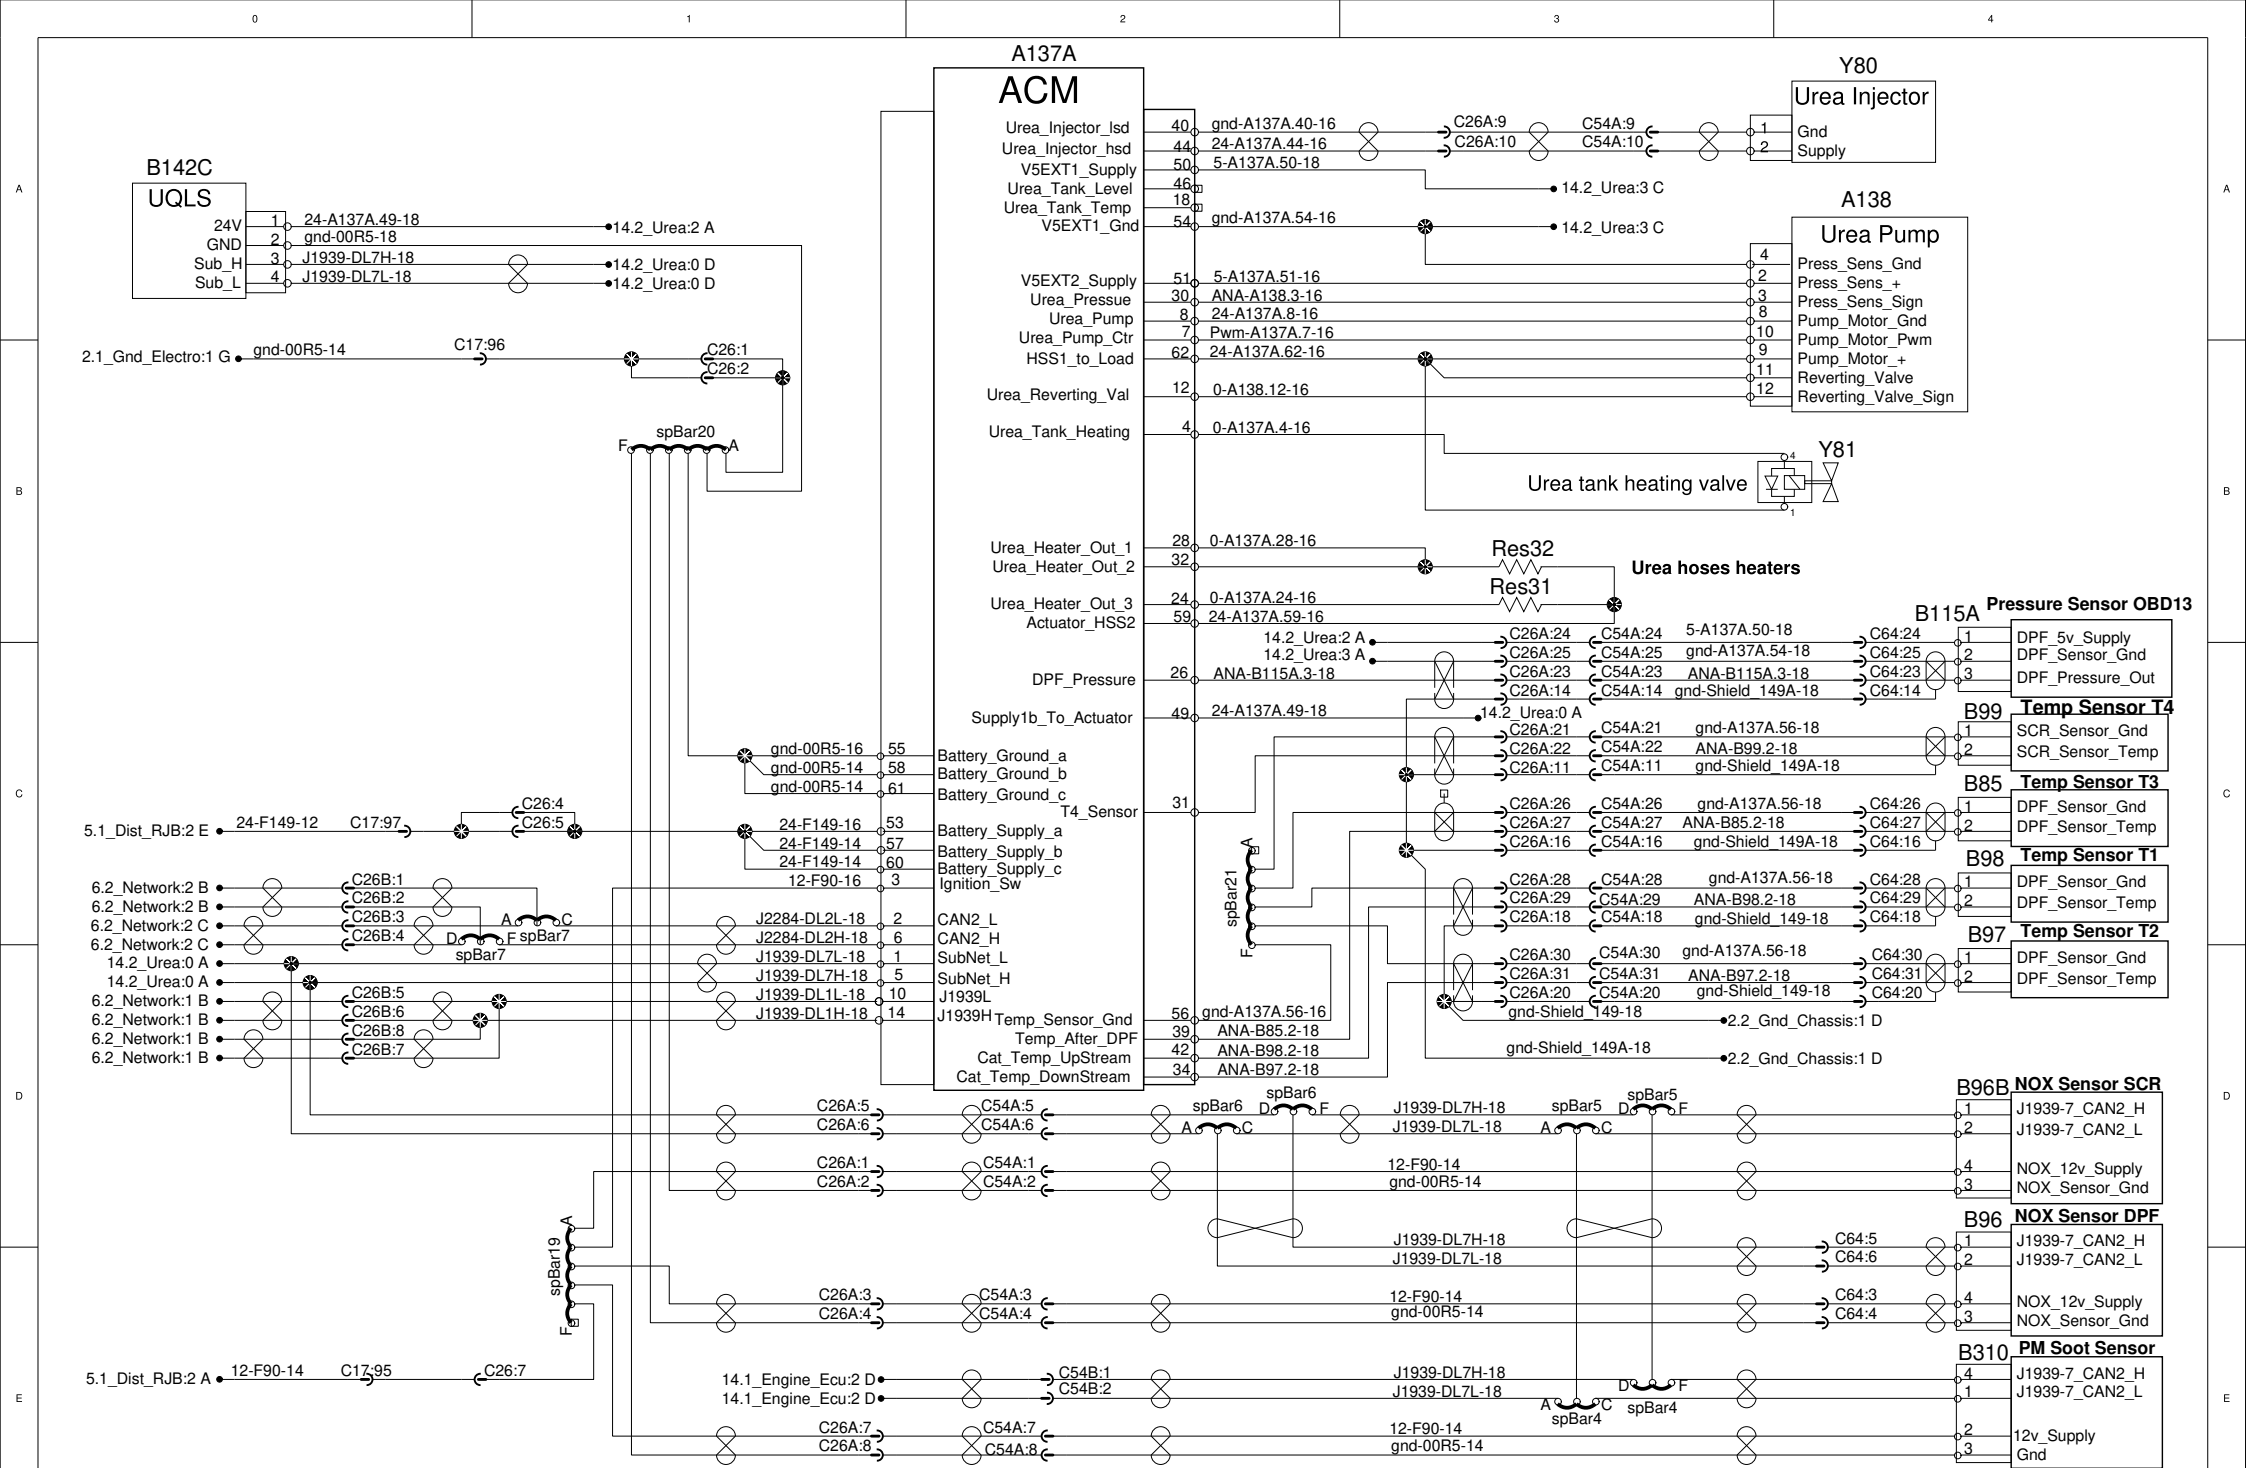 0 1 2 3 4
A137A
ACM
Urea_Injector_lsd 40 gnd-A137A.40-16 C26A:9 C54A:9
Urea_Injector_hsd 44 24-A137A.44-16 C26A:10 C54A:10
V5EXT1_Supply 50 5-A137A.50-18
14.2_Urea:3 C
Urea_Tank_Level 46
Urea_Tank_Temp 18
V5EXT1_Gnd 54 gnd-A137A.54-16 14.2_Urea:3 C
V5EXT2_Supply 51 5-A137A.51-16
Urea_Pressue 30 ANA-A138.3-16
Urea_Pump 8 24-A137A.8-16
Urea_Pump_Ctr 7 Pwm-A137A.7-16
HSS1_to_Load 62 24-A137A.62-16
Urea_Reverting_Val 12 0-A138.12-16
Urea_Tank_Heating 4 0-A137A.4-16
Y80
Urea Injector
1 Gnd
2 Supply
A138
Urea Pump
4 Press_Sens_Gnd
2 Press_Sens_+
3 Press_Sens_Sign
8 Pump_Motor_Gnd
10 Pump_Motor_Pwm
9 Pump_Motor_+
11 Reverting_Valve
12 Reverting_Valve_Sign
Y81
Urea tank heating valve
4
1
A A
B B
C C
D D
E E
B142C
UQLS
24V 1 24-A137A.49-18 14.2_Urea:2 A
GND 2 gnd-00R5-18
Sub_H 3 J1939-DL7H-18 14.2_Urea:0 D
Sub_L 4 J1939-DL7L-18 14.2_Urea:0 D
2.1_Gnd_Electro:1 G gnd-00R5-14 C17:96 C26:1
C26:2
F spBar20 A
Urea_Heater_Out_1 28 0-A137A.28-16
Urea_Heater_Out_2 32
Res32
Urea hoses heaters
Res31
Urea_Heater_Out_3 24 0-A137A.24-16
Actuator_HSS2 59 24-A137A.59-16
14.2_Urea:2 A C26A:24 C54A:24 5-A137A.50-18 C64:24
14.2_Urea:3 A C26A:25 C54A:25 gnd-A137A.54-18 C64:25
DPF_Pressure 26 ANA-B115A.3-18 C26A:23 C54A:23 ANA-B115A.3-18 C64:23
C26A:14 C54A:14 gnd-Shield_149A-18 C64:14
B115A Pressure Sensor OBD13
1 DPF_5v_Supply
2 DPF_Sensor_Gnd
3 DPF_Pressure_Out
Supply1b_To_Actuator 49 24-A137A.49-18 14.2_Urea:0 A
B99 Temp Sensor T4
C26A:21 C54A:21 gnd-A137A.56-18 1 SCR_Sensor_Gnd
C26A:22 C54A:22 ANA-B99.2-18 2 SCR_Sensor_Temp
C26A:11 C54A:11 gnd-Shield_149A-18
T4_Sensor 31
B85 Temp Sensor T3
C26A:26 C54A:26 gnd-A137A.56-18 C64:26 1 DPF_Sensor_Gnd
C26A:27 C54A:27 ANA-B85.2-18 C64:27 2 DPF_Sensor_Temp
C26A:16 C54A:16 gnd-Shield_149A-18 C64:16
B98 Temp Sensor T1
C26A:28 C54A:28 gnd-A137A.56-18 C64:28 1 DPF_Sensor_Gnd
C26A:29 C54A:29 ANA-B98.2-18 C64:29 2 DPF_Sensor_Temp
C26A:18 C54A:18 gnd-Shield_149-18 C64:18
B97 Temp Sensor T2
C26A:30 C54A:30 gnd-A137A.56-18 C64:30 1 DPF_Sensor_Gnd
C26A:31 C54A:31 ANA-B97.2-18 C64:31 2 DPF_Sensor_Temp
C26A:20 C54A:20 gnd-Shield_149-18 C64:20
gnd-Shield_149-18 2.2_Gnd_Chassis:1 D
gnd-Shield_149A-18 2.2_Gnd_Chassis:1 D
A spBar21 F
gnd-00R5-16 55 Battery_Ground_a
gnd-00R5-14 58 Battery_Ground_b
gnd-00R5-14 61 Battery_Ground_c
C26:4
5.1_Dist_RJB:2 E 24-F149-12 C17:97 C26:5
24-F149-16 53 Battery_Supply_a
24-F149-14 57 Battery_Supply_b
24-F149-14 60 Battery_Supply_c
12-F90-16 3 Ignition_Sw
6.2_Network:2 B C26B:1
6.2_Network:2 B C26B:2
6.2_Network:2 C C26B:3
6.2_Network:2 C C26B:4
A C spBar7
D F spBar7
14.2_Urea:0 A
14.2_Urea:0 A
6.2_Network:1 B C26B:5
6.2_Network:1 B C26B:6
6.2_Network:1 B C26B:8
6.2_Network:1 B C26B:7
J2284-DL2L-18 2 CAN2_L
J2284-DL2H-18 6 CAN2_H
J1939-DL7L-18 1 SubNet_L
J1939-DL7H-18 5 SubNet_H
J1939-DL1L-18 10 J1939L
J1939-DL1H-18 14 J1939H
Temp_Sensor_Gnd 56 gnd-A137A.56-16
Temp_After_DPF 39 ANA-B85.2-18
Cat_Temp_UpStream 42 ANA-B98.2-18
Cat_Temp_DownStream 34 ANA-B97.2-18
C26A:5 C54A:5 J1939-DL7H-18
C26A:6 C54A:6 J1939-DL7L-18
spBar6 A C
spBar6 D F
spBar5 A C
spBar5 D F
B96B NOX Sensor SCR
1 J1939-7_CAN2_H
2 J1939-7_CAN2_L
C26A:1 C54A:1 12-F90-14 4 NOX_12v_Supply
C26A:2 C54A:2 gnd-00R5-14 3 NOX_Sensor_Gnd
B96 NOX Sensor DPF
J1939-DL7H-18 C64:5 1 J1939-7_CAN2_H
J1939-DL7L-18 C64:6 2 J1939-7_CAN2_L
A spBar19 F
C26A:3 C54A:3 12-F90-14 C64:3 4 NOX_12v_Supply
C26A:4 C54A:4 gnd-00R5-14 C64:4 3 NOX_Sensor_Gnd
B310 PM Soot Sensor
5.1_Dist_RJB:2 A 12-F90-14 C17:95 C26:7
14.1_Engine_Ecu:2 D C54B:1 J1939-DL7H-18 4 J1939-7_CAN2_H
14.1_Engine_Ecu:2 D C54B:2 J1939-DL7L-18 1 J1939-7_CAN2_L
D F spBar4
A C spBar4
C26A:7 C54A:7 12-F90-14 2 12v_Supply
C26A:8 C54A:8 gnd-00R5-14 3 Gnd